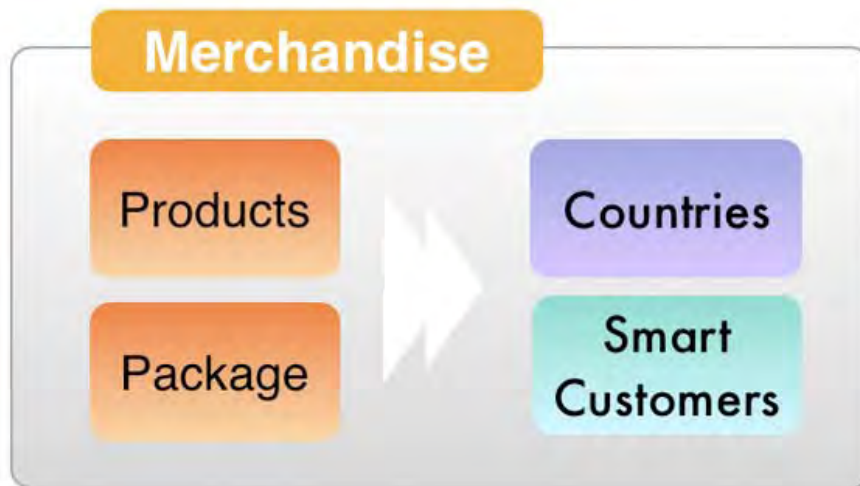 Merchandise
Products
Countries
Package
Smart
Customers